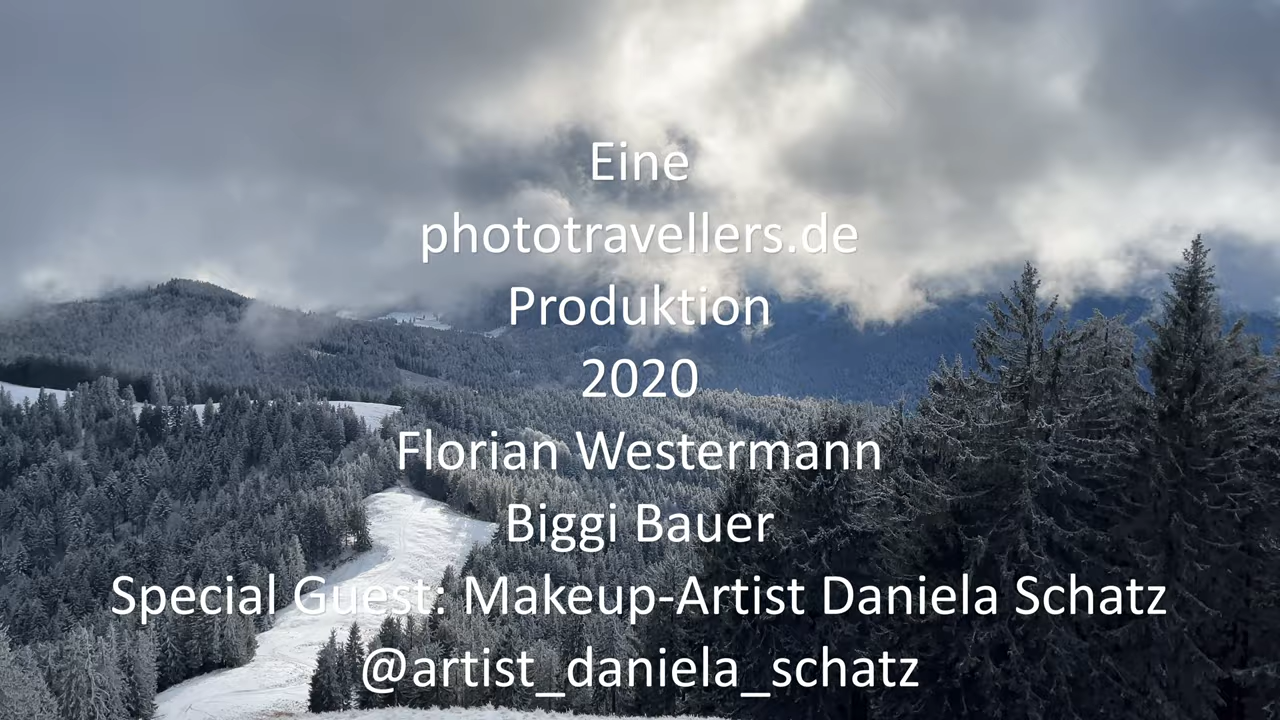 Eine
phototravellers.de
Produktion
2020
Florian Westermann
Biggi Bauer
Special Guest: Makeup-Artist Daniela Schatz
@artist_daniela_schatz